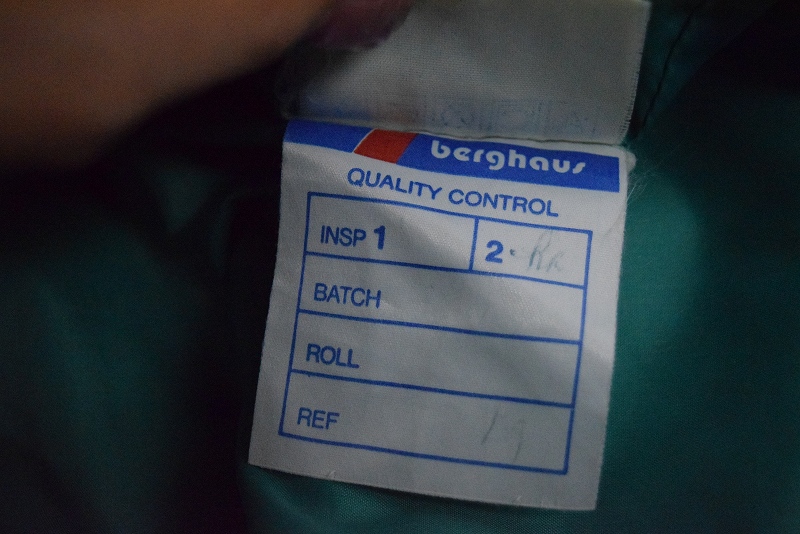 berghaus
QUALITY CONTROL
INSP 1
2.
BATCH
ROLL
REF